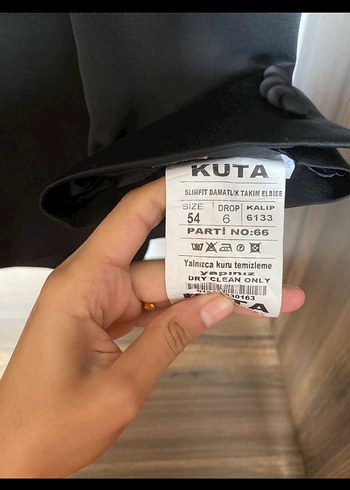 KUTA
SLIMFIT DAMATLIK TAKIM ELBİSE
SIZE DROP KALIP
54 6 6133
PARTİ NO:66
Yalnızca kuru temizleme
yapınız
DRY CLEAN ONLY